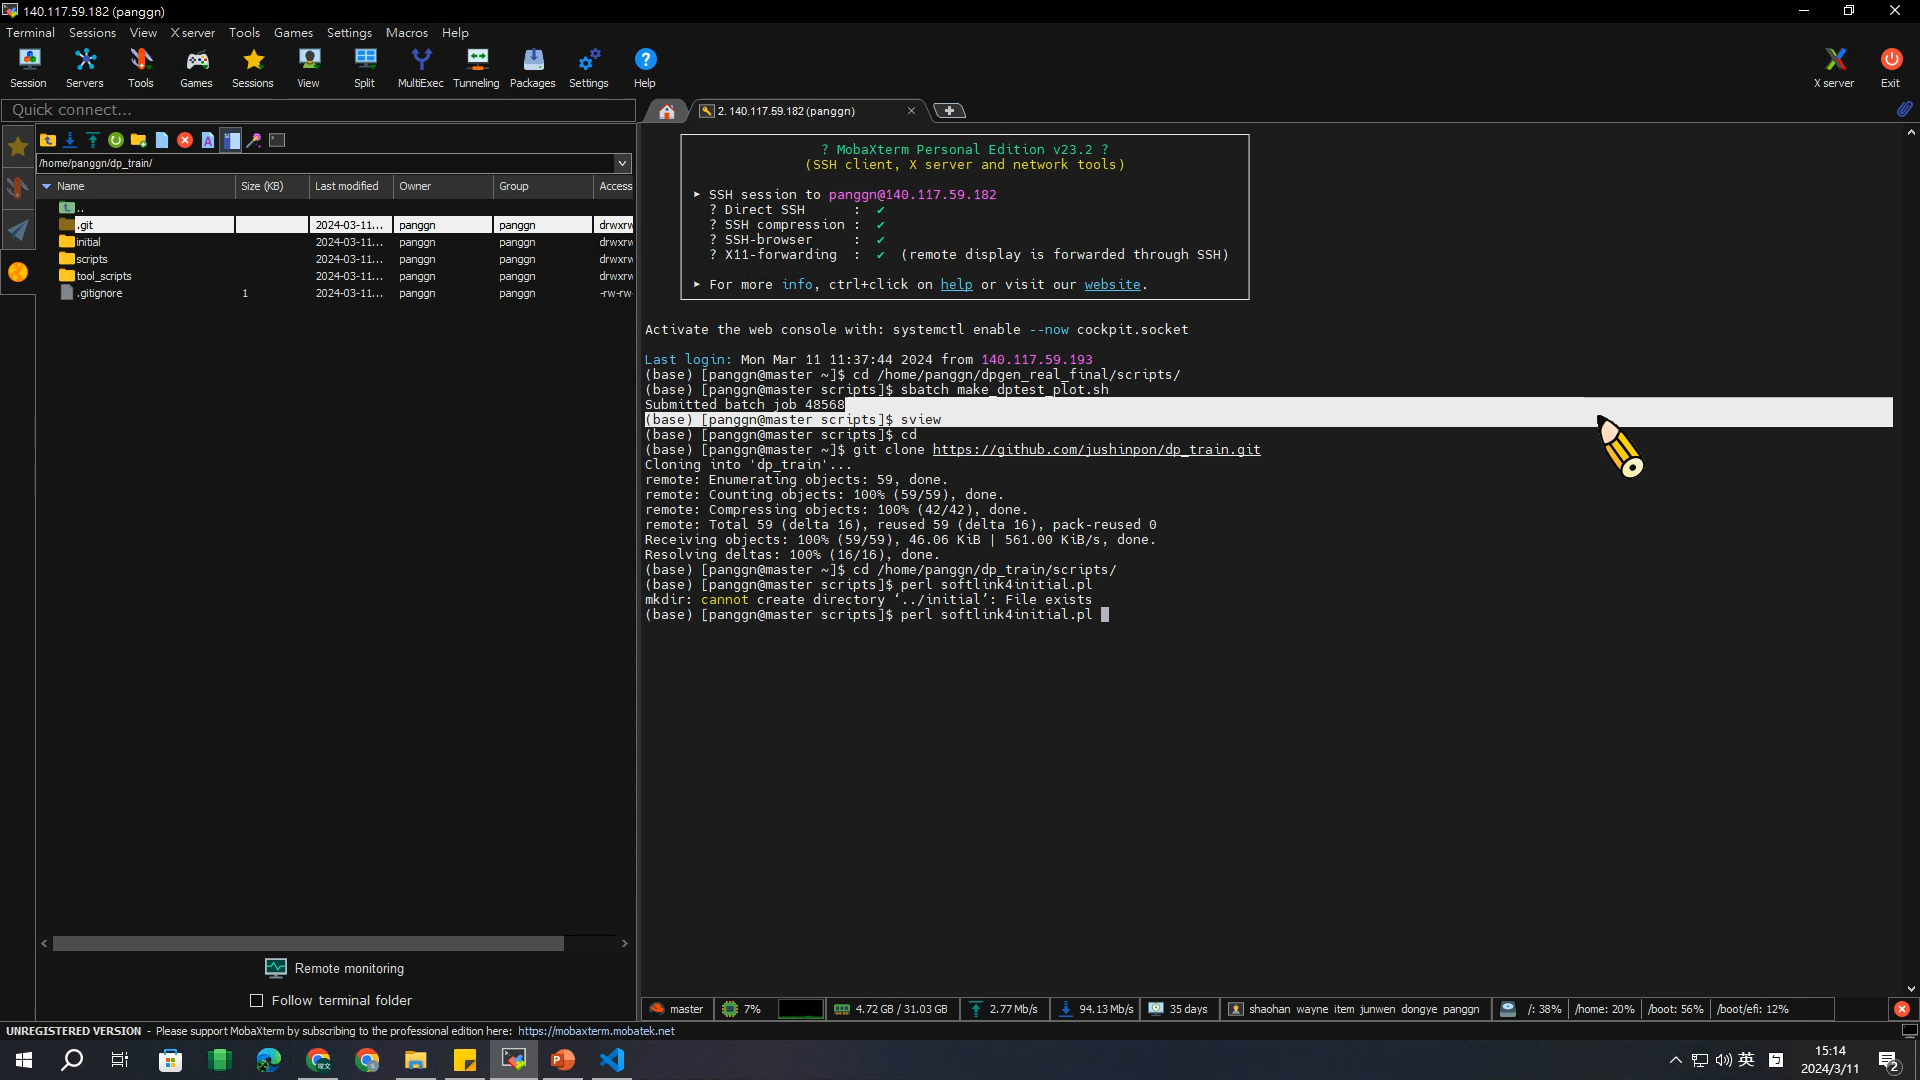 140.117.59.182 (panggn)
Terminal Sessions View X server Tools Games Settings Macros Help
Session Servers Tools Games Sessions View Split MultiExec Tunneling Packages Settings Help X server Exit
Quick connect...
2. 140.117.59.182 (panggn)
/home/panggn/dp_train/
Name Size (KB) Last modified Owner Group Access
..
.git 2024-03-11... panggn panggn drwxrw
initial 2024-03-11... panggn panggn drwxrw
scripts 2024-03-11... panggn panggn drwxrw
tool_scripts 2024-03-11... panggn panggn drwxrw
.gitignore 1 2024-03-11... panggn panggn -rw-rw
? MobaXterm Personal Edition v23.2 ?
(SSH client, X server and network tools)
SSH session to panggn@140.117.59.182
? Direct SSH : ✔
? SSH compression : ✔
? SSH-browser : ✔
? X11-forwarding : ✔ (remote display is forwarded through SSH)
For more info, ctrl+click on help or visit our website.
Activate the web console with: systemctl enable --now cockpit.socket
Last login: Mon Mar 11 11:37:44 2024 from 140.117.59.193
(base) [panggn@master ~]$ cd /home/panggn/dpgen_real_final/scripts/
(base) [panggn@master scripts]$ sbatch make_dptest_plot.sh
Submitted batch job 48568
(base) [panggn@master scripts]$ sview
(base) [panggn@master scripts]$ cd
(base) [panggn@master ~]$ git clone https://github.com/jushinpon/dp_train.git
Cloning into 'dp_train'...
remote: Enumerating objects: 59, done.
remote: Counting objects: 100% (59/59), done.
remote: Compressing objects: 100% (42/42), done.
remote: Total 59 (delta 16), reused 59 (delta 16), pack-reused 0
Receiving objects: 100% (59/59), 46.06 KiB | 561.00 KiB/s, done.
Resolving deltas: 100% (16/16), done.
(base) [panggn@master ~]$ cd /home/panggn/dp_train/scripts/
(base) [panggn@master scripts]$ perl softlink4initial.pl
mkdir: cannot create directory ‘../initial’: File exists
(base) [panggn@master scripts]$ perl softlink4initial.pl
Remote monitoring
Follow terminal folder
master 7% 4.72 GB / 31.03 GB 2.77 Mb/s 94.13 Mb/s 35 days shaohan wayne item junwen dongye panggn /: 38% /home: 20% /boot: 56% /boot/efi: 12%
UNREGISTERED VERSION - Please support MobaXterm by subscribing to the professional edition here: https://mobaxterm.mobatek.net
英 15:14
2024/3/11
2